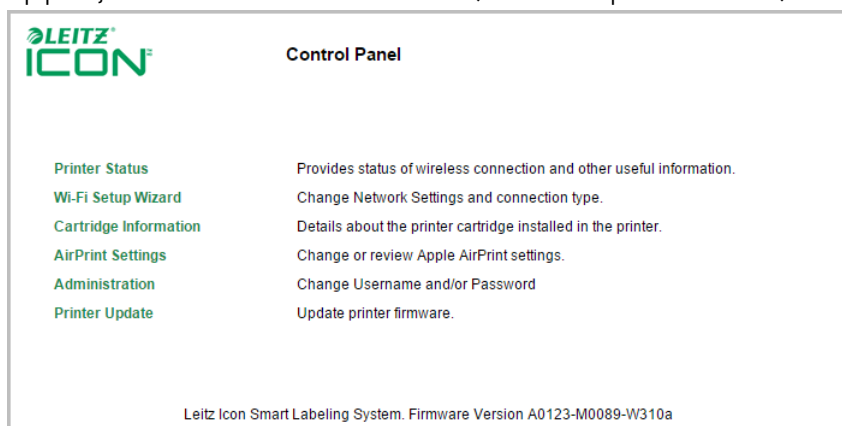 LEITZ
ICON
Control Panel
Printer Status Provides status of wireless connection and other useful information.
Wi-Fi Setup Wizard Change Network Settings and connection type.
Cartridge Information Details about the printer cartridge installed in the printer.
AirPrint Settings Change or review Apple AirPrint settings.
Administration Change Username and/or Password
Printer Update Update printer firmware.
Leitz Icon Smart Labeling System. Firmware Version A0123-M0089-W310a